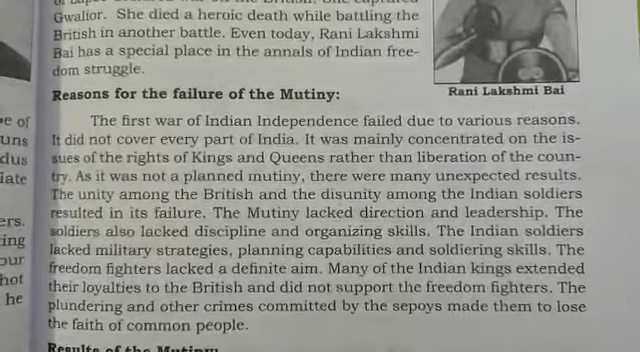 Gwalior. She died a heroic death while battling the
British in another battle. Even today, Rani Lakshmi
Bai has a special place in the annals of Indian free-
dom struggle.
Rani Lakshmi Bai
Reasons for the failure of the Mutiny:
The first war of Indian Independence failed due to various reasons.
It did not cover every part of India. It was mainly concentrated on the is-
sues of the rights of Kings and Queens rather than liberation of the coun-
try. As it was not a planned mutiny, there were many unexpected results.
The unity among the British and the disunity among the Indian soldiers
resulted in its failure. The Mutiny lacked direction and leadership. The
soldiers also lacked discipline and organizing skills. The Indian soldiers
lacked military strategies, planning capabilities and soldiering skills. The
freedom fighters lacked a definite aim. Many of the Indian kings extended
their loyalties to the British and did not support the freedom fighters. The
plundering and other crimes committed by the sepoys made them to lose
the faith of common people.
Results of the Mutiny: